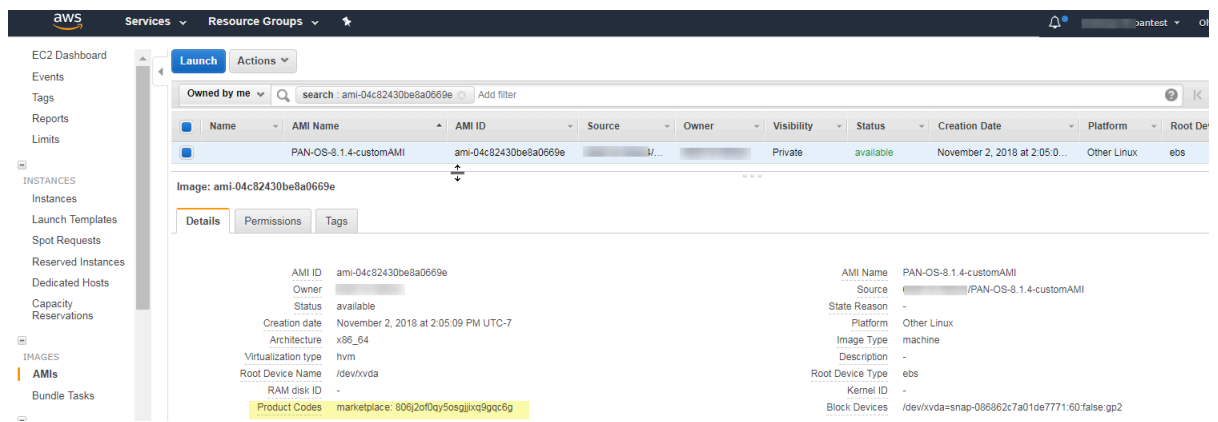 aws Services Resource Groups pantest
EC2 Dashboard
Events
Tags
Reports
Limits
INSTANCES
Instances
Launch Templates
Spot Requests
Reserved Instances
Dedicated Hosts
Capacity
Reservations
IMAGES
AMIs
Bundle Tasks
Launch Actions
Owned by me search : ami-04c82430be8a0669e Add filter
Name AMI Name AMI ID Source Owner Visibility Status Creation Date Platform Root De
PAN-OS-8.1.4-customAMI ami-04c82430be8a0669e 4/... Private available November 2, 2018 at 2:05:0... Other Linux ebs
Image: ami-04c82430be8a0669e
Details Permissions Tags
AMI ID ami-04c82430be8a0669e AMI Name PAN-OS-8.1.4-customAMI
Owner Source /PAN-OS-8.1.4-customAMI
Status available State Reason -
Creation date November 2, 2018 at 2:05:09 PM UTC-7 Platform Other Linux
Architecture x86_64 Image Type machine
Virtualization type hvm Description -
Root Device Name /dev/xvda Root Device Type ebs
RAM disk ID - Kernel ID -
Product Codes marketplace: 806j2of0qy5osgjjixq9gqc6g Block Devices /dev/xvda=snap-086862c7a01de7771:60:false:gp2